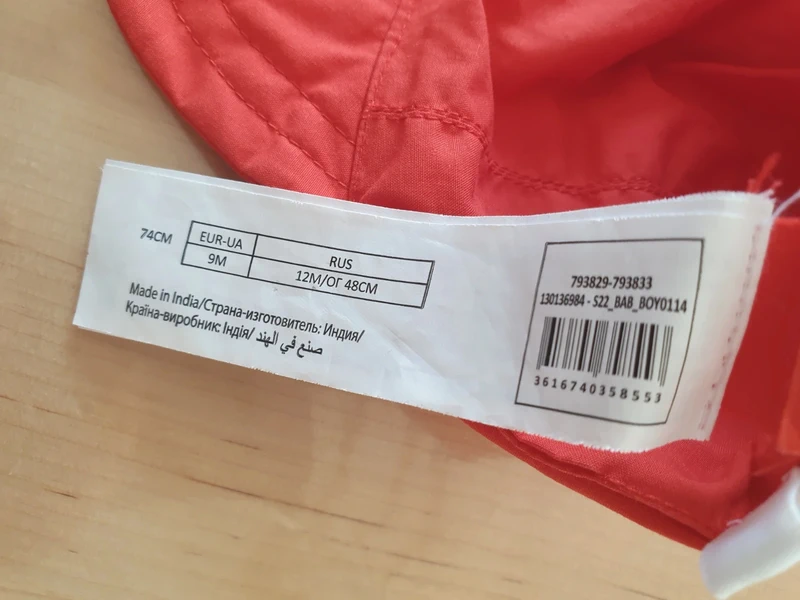 74CM
EUR-UA RUS
9M 12M/ОГ 48CM
Made in India/Страна-изготовитель: Индия/
Країна-виробник: Індія/ صنع في الهند
793829-793833
130136984 - S22_BAB_BOY0114
3616740358553